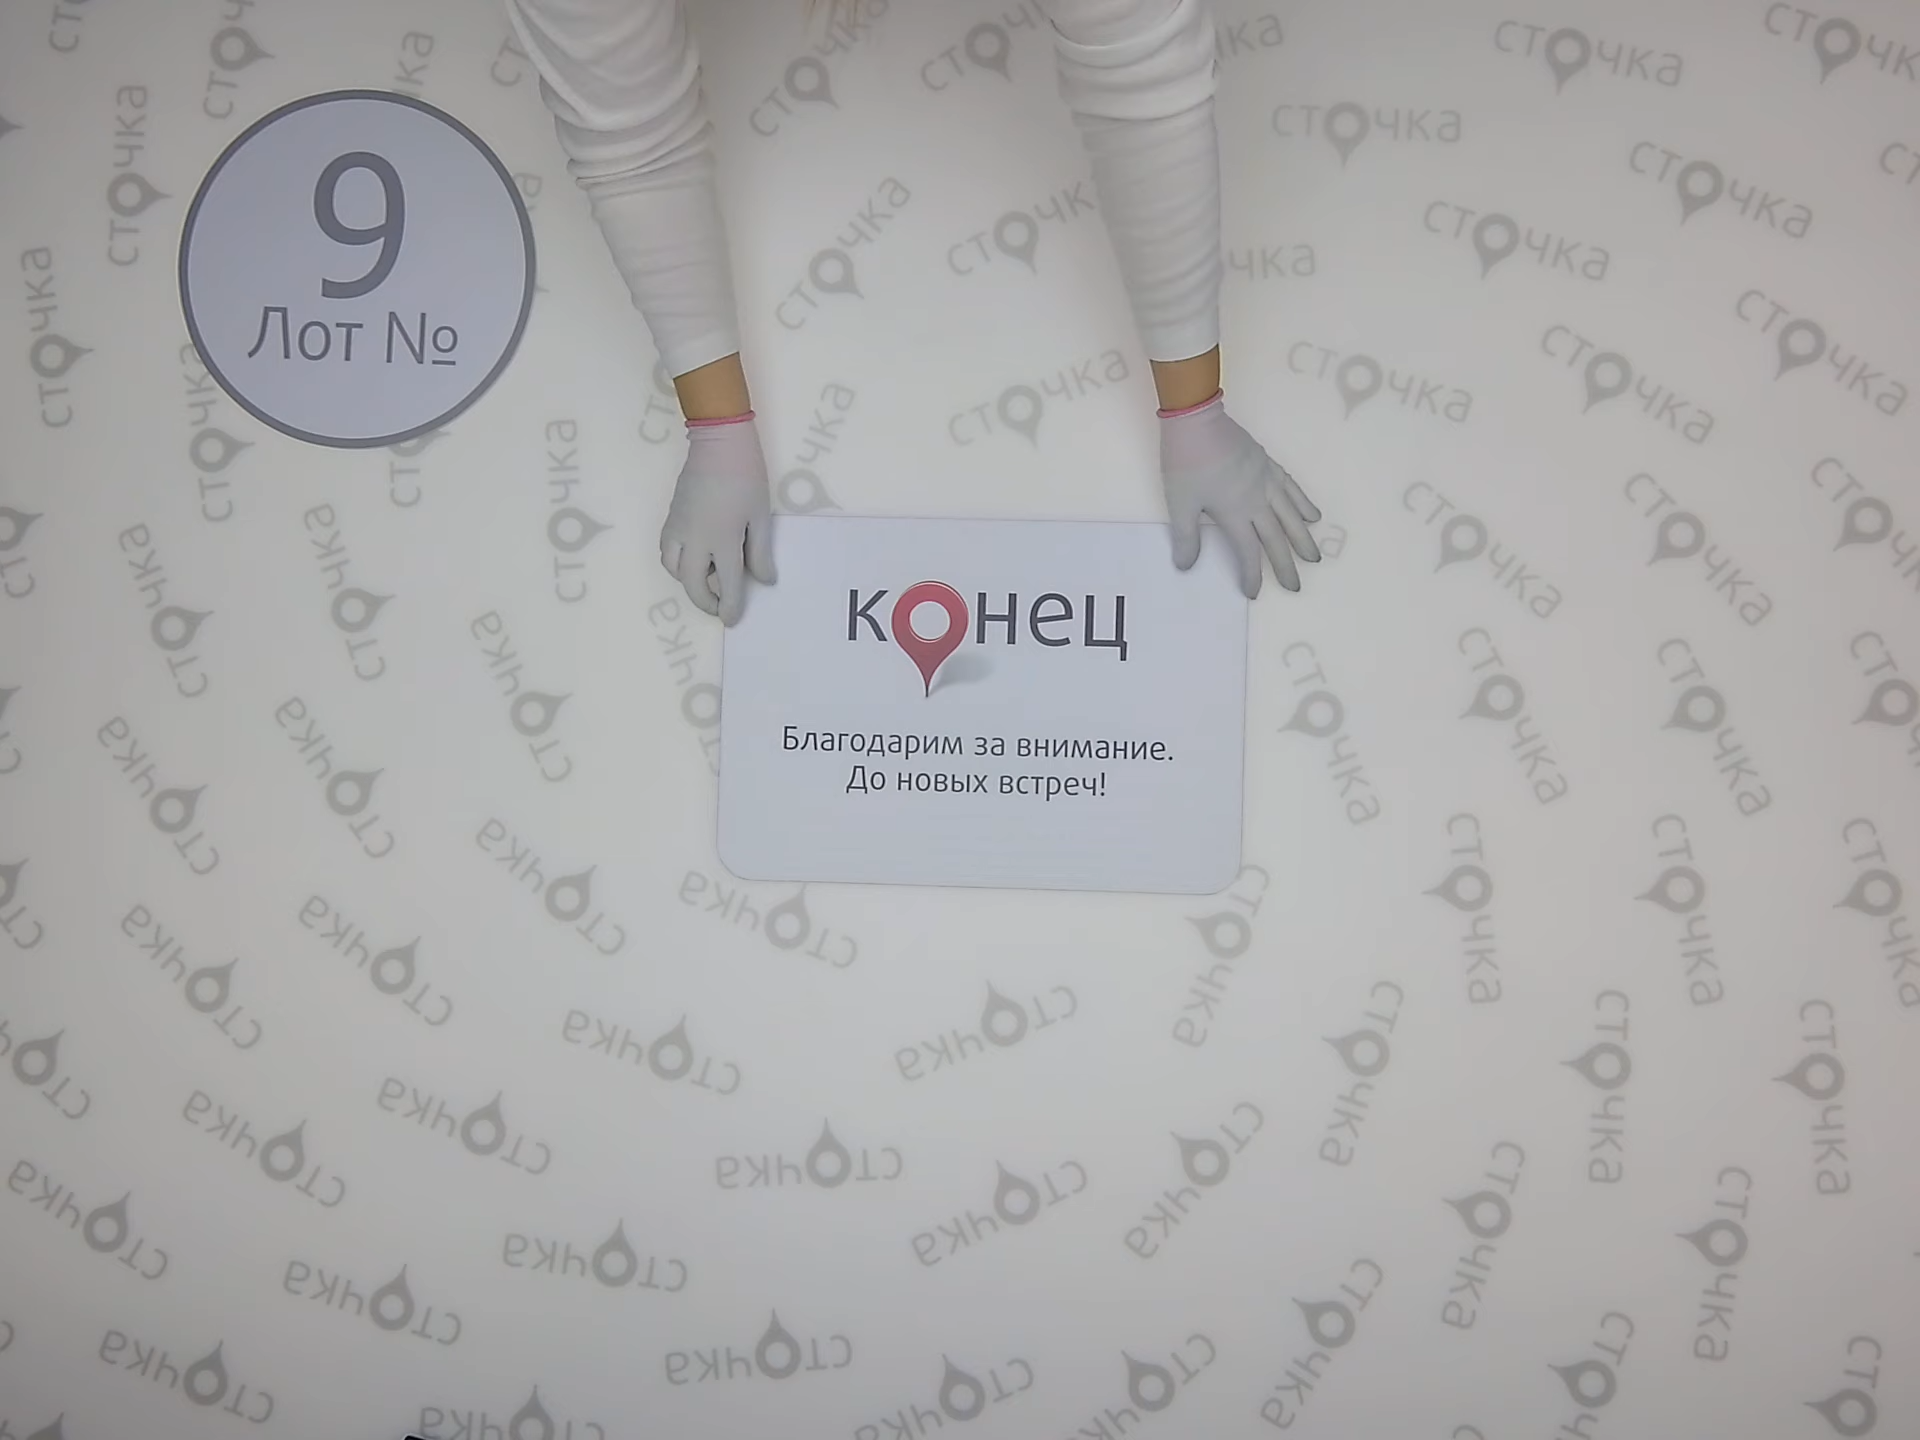 9
Лот №
конец
Благодарим за внимание.
До новых встреч!
сточка